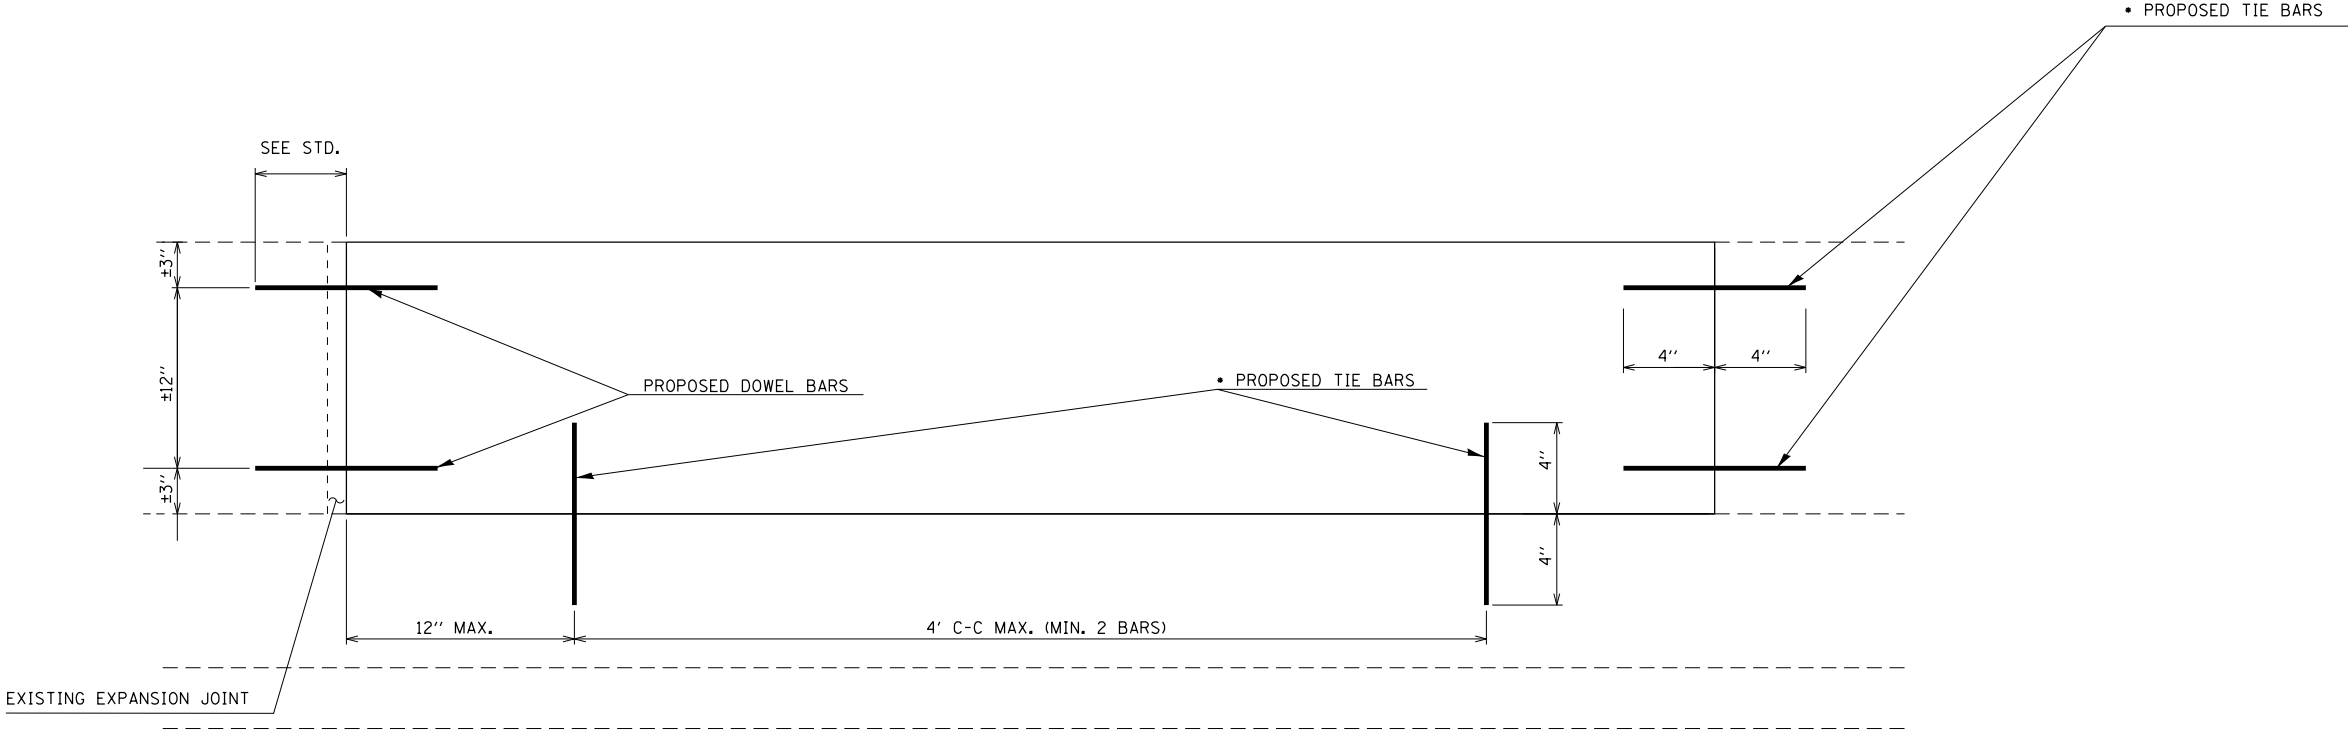 • PROPOSED TIE BARS
SEE STD.
±3''
±12''
±3''
PROPOSED DOWEL BARS
• PROPOSED TIE BARS
4''
4''
4''
4''
12'' MAX.
4' C-C MAX. (MIN. 2 BARS)
EXISTING EXPANSION JOINT